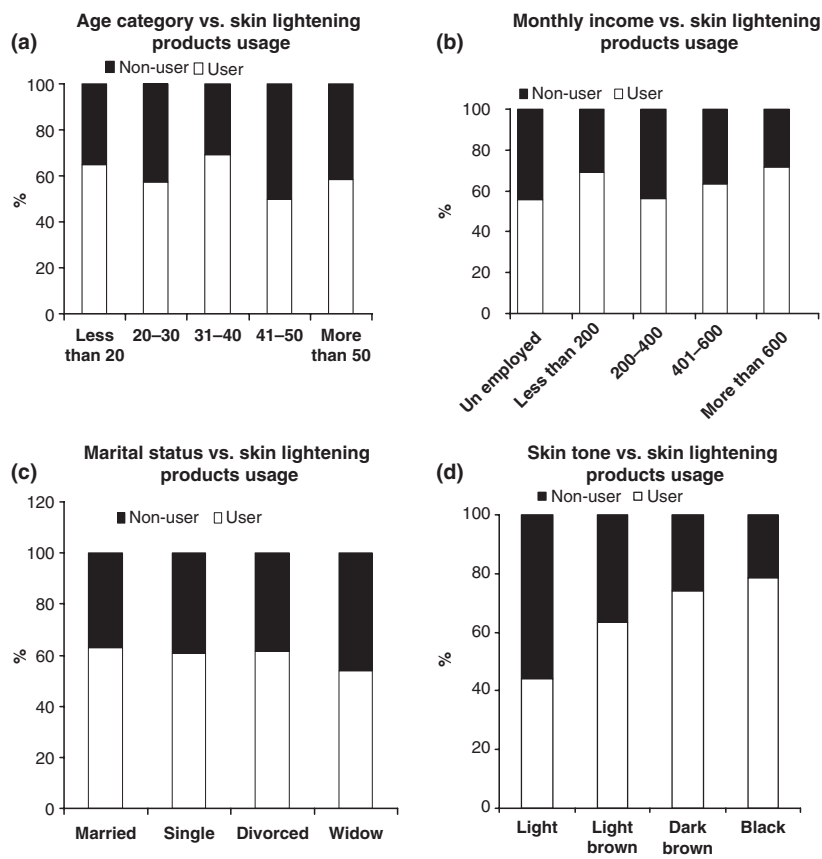 (a)
Age category vs. skin lightening
products usage
Non-user User
100
80
60
40
20
0
%
Less than 20
20–30
31–40
41–50
More than 50
(b)
Monthly income vs. skin lightening
products usage
Non-user User
100
80
60
40
20
0
%
Un employed
Less than 200
200–400
401–600
More than 600
(c)
Marital status vs. skin lightening
products usage
Non-user User
120
100
80
60
40
20
0
%
Married
Single
Divorced
Widow
(d)
Skin tone vs. skin lightening
products usage
Non-user User
100
80
60
40
20
0
%
Light
Light brown
Dark brown
Black